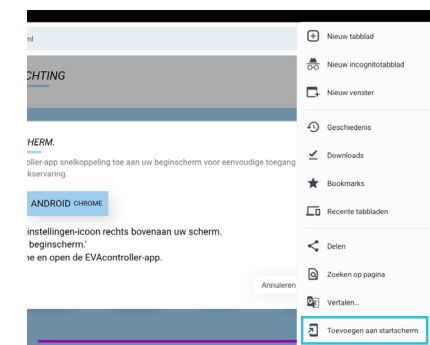 ml
CHTING
HERM.
oller-app snelkoppeling toe aan uw beginscherm voor eenvoudige toegang
kservaring.
ANDROID CHROME
instellingen-icoon rechts bovenaan uw scherm.
beginscherm.'
ne en open de EVAcontroller-app.
Annuleren
Nieuw tabblad
Nieuw incognitotabblad
Nieuw venster
Geschiedenis
Downloads
Bookmarks
Recente tabbladen
Delen
Zoeken op pagina
Vertalen...
Toevoegen aan startscherm